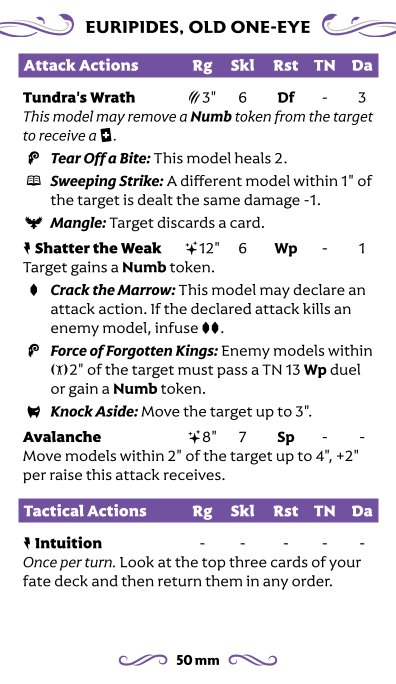 EURIPIDES, OLD ONE-EYE
Attack Actions Rg Skl Rst TN Da
Tundra's Wrath 3" 6 Df - 3
This model may remove a Numb token from the target
to receive a .
Tear Off a Bite: This model heals 2.
Sweeping Strike: A different model within 1" of
the target is dealt the same damage -1.
Mangle: Target discards a card.
Shatter the Weak 12" 6 Wp - 1
Target gains a Numb token.
Crack the Marrow: This model may declare an
attack action. If the declared attack kills an
enemy model, infuse .
Force of Forgotten Kings: Enemy models within
2" of the target must pass a TN 13 Wp duel
or gain a Numb token.
Knock Aside: Move the target up to 3".
Avalanche 8" 7 Sp - -
Move models within 2" of the target up to 4", +2"
per raise this attack receives.
Tactical Actions Rg Skl Rst TN Da
Intuition - - - - -
Once per turn. Look at the top three cards of your
fate deck and then return them in any order.
50 mm